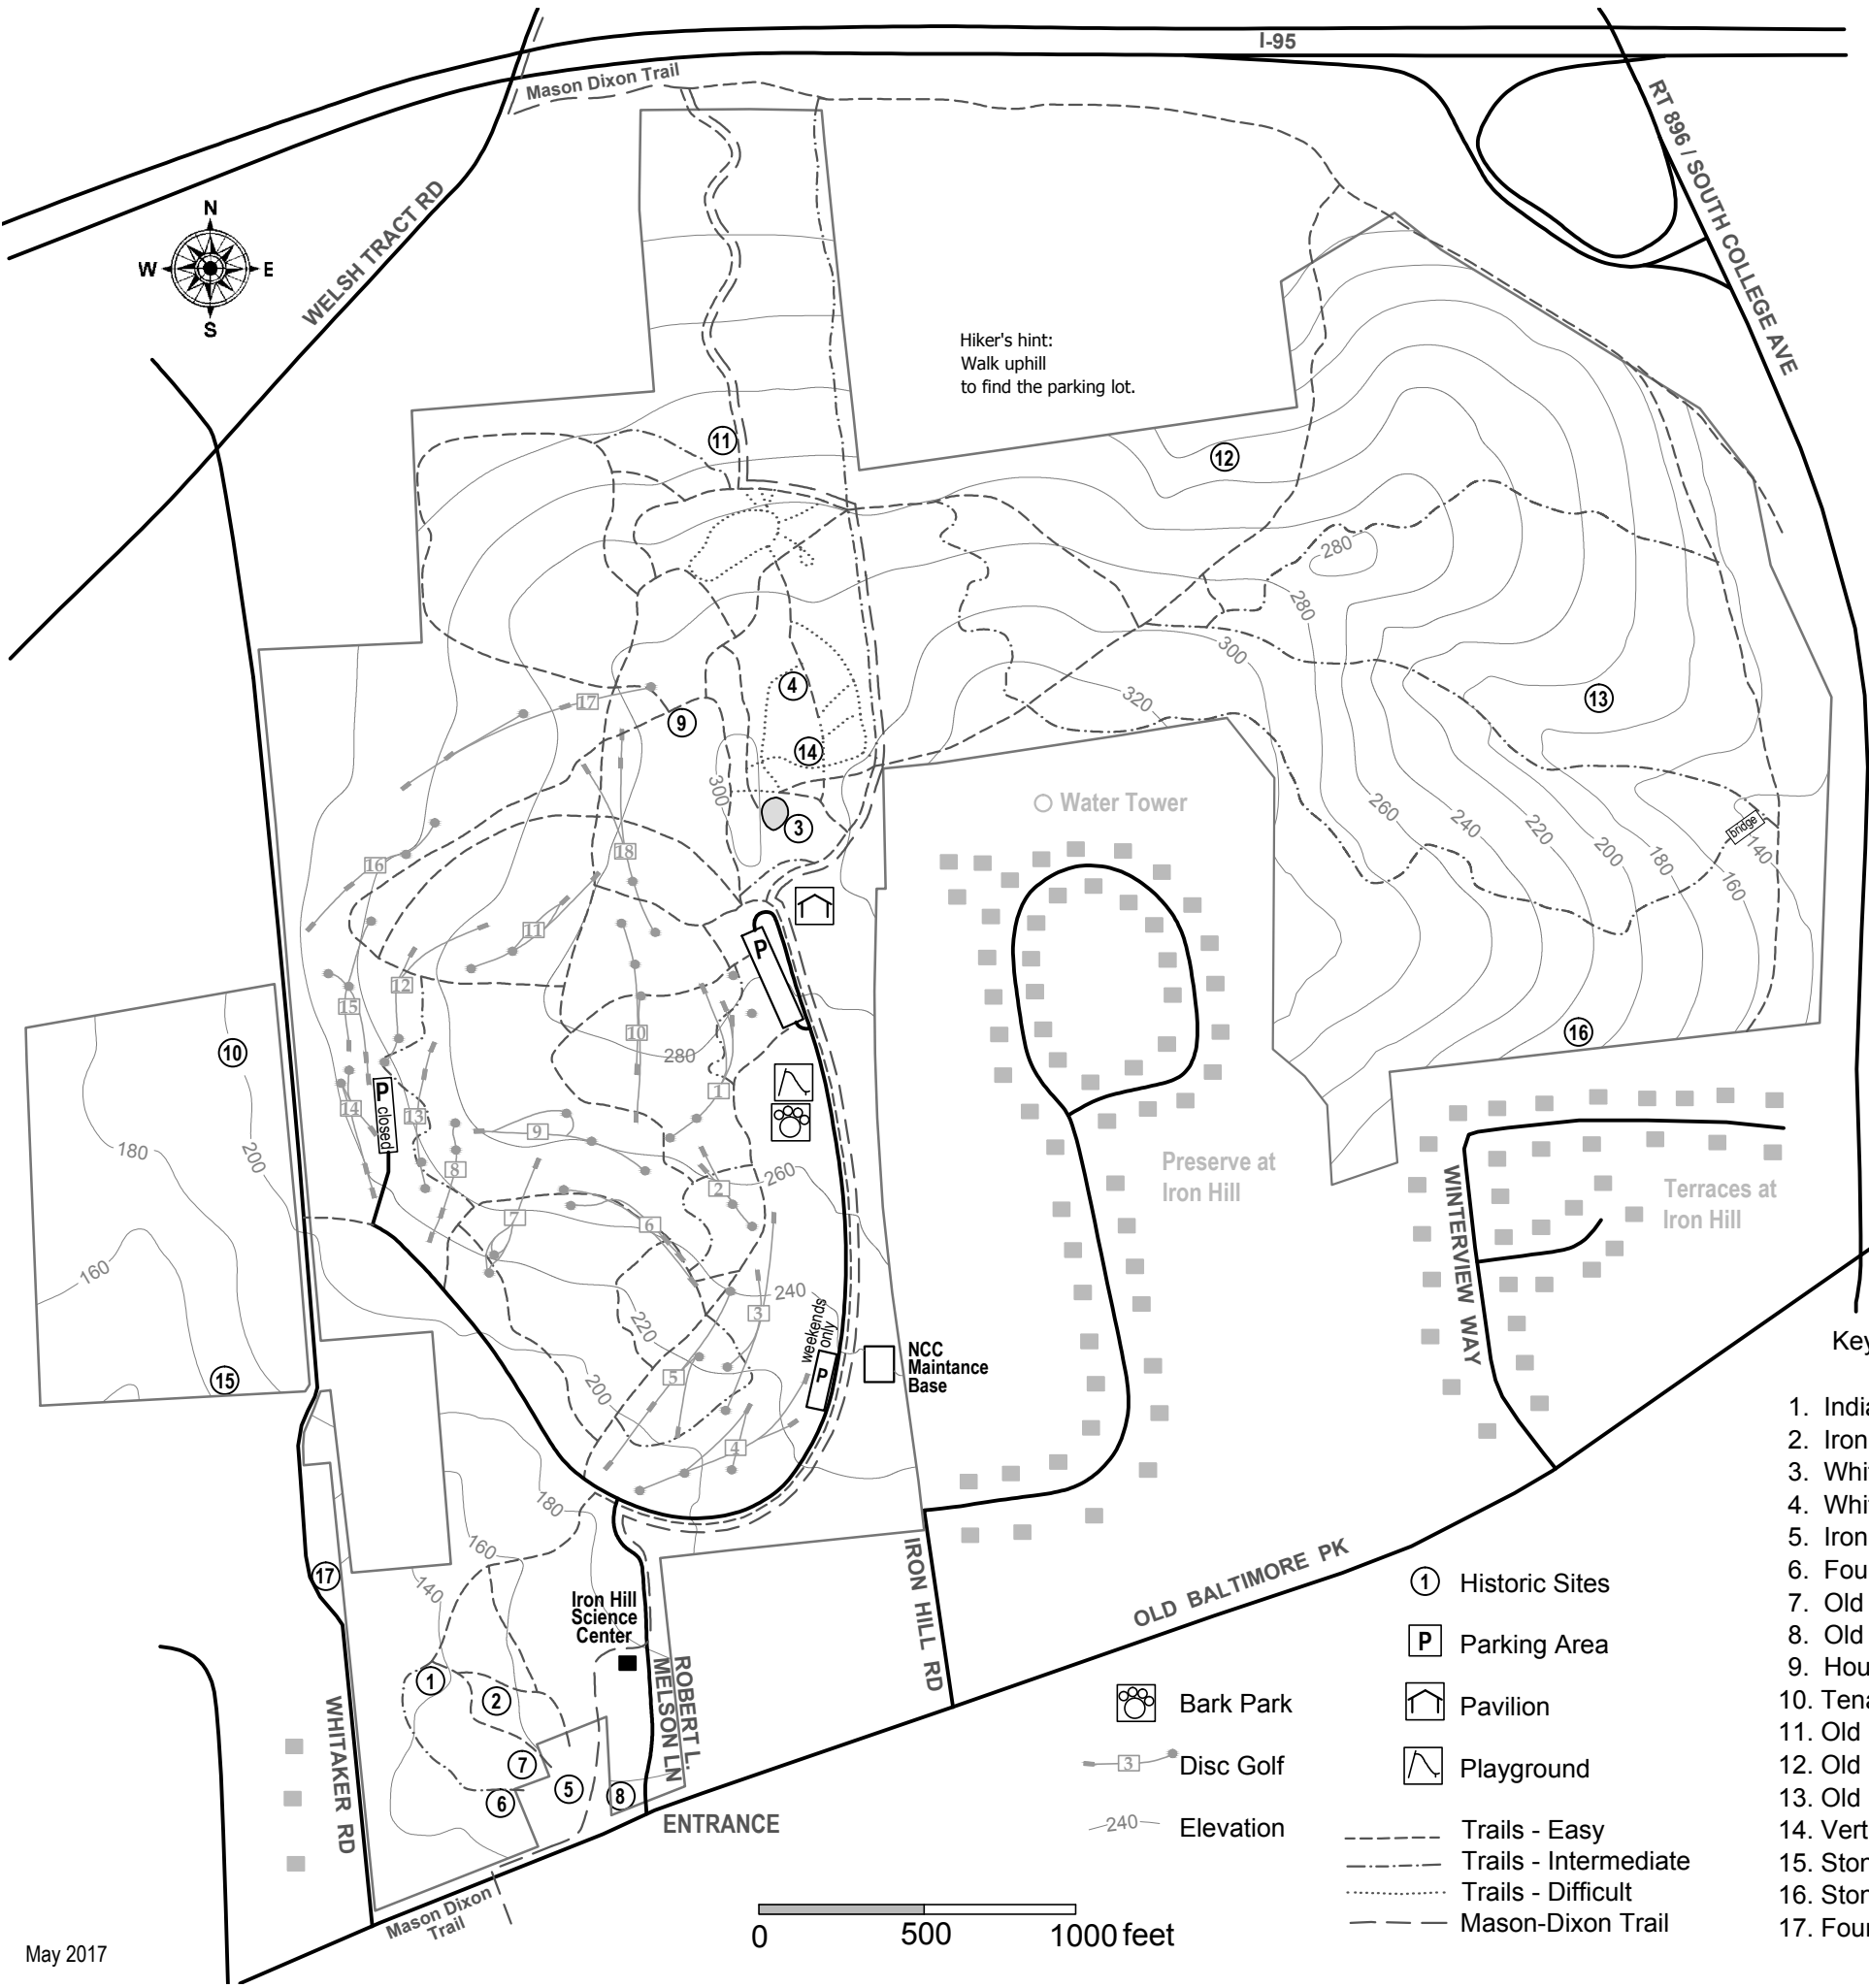 I-95
Mason Dixon Trail
RT 896 / SOUTH COLLEGE AVE
WELSH TRACT RD
N
W E
S
Hiker's hint:
Walk uphill
to find the parking lot.
11
12
280
280
300
320
4
13
17
9
14
300
3
Water Tower
260
240
220
200
180
160
140
bridge
16
18
11
P
12
15
10
10
280
16
1
P
closed
14
13
9
8
180
200
160
2
260
Preserve at
Iron Hill
Terraces at
Iron Hill
WINTERVIEW WAY
7
6
240
3
220
weekends
only
P
NCC
Maintance
Base
15
5
200
4
180
160
140
17
Iron Hill
Science
Center
ROBERT L.
MELSON LN
IRON HILL RD
OLD BALTIMORE PK
WHITAKER RD
1
2
7
5
6
8
ENTRANCE
Mason Dixon
Trail
May 2017
0 500 1000 feet
Bark Park
3 Disc Golf
240 Elevation
1 Historic Sites
P Parking Area
Pavilion
Playground
Trails - Easy
Trails - Intermediate
Trails - Difficult
Mason-Dixon Trail
Key
1. India
2. Iron
3. Whi
4. Whi
5. Iron
6. Fou
7. Old
8. Old
9. Hou
10. Tena
11. Old
12. Old
13. Old
14. Vert
15. Ston
16. Ston
17. Four